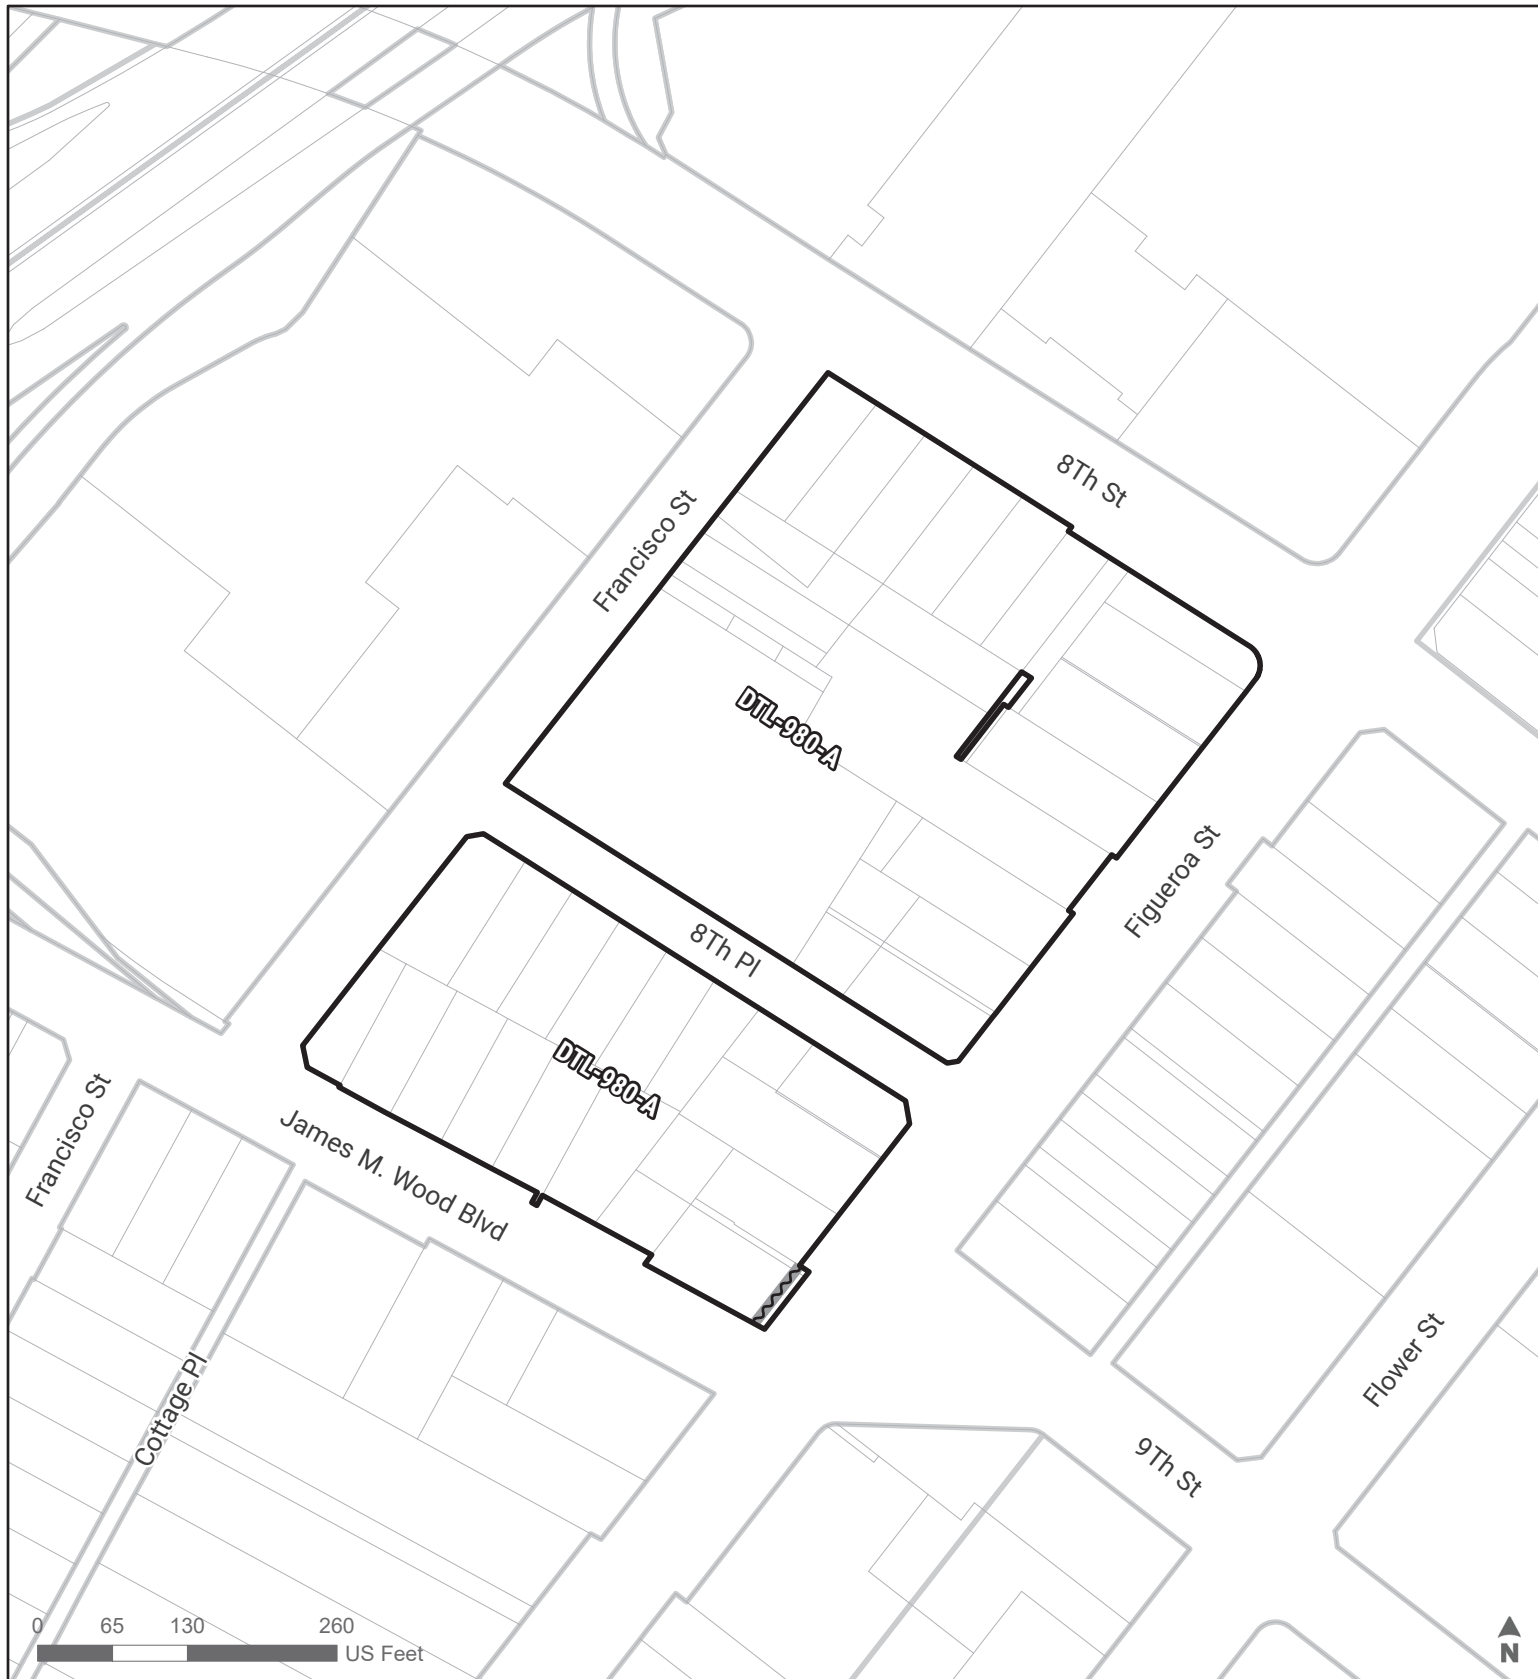 8Th St
Francisco St
DTL-980-A
Figueroa St
8Th Pl
DTL-980-A
Francisco St
James M. Wood Blvd
Flower St
Cottage Pl
9Th St
0 65 130 260
US Feet
N